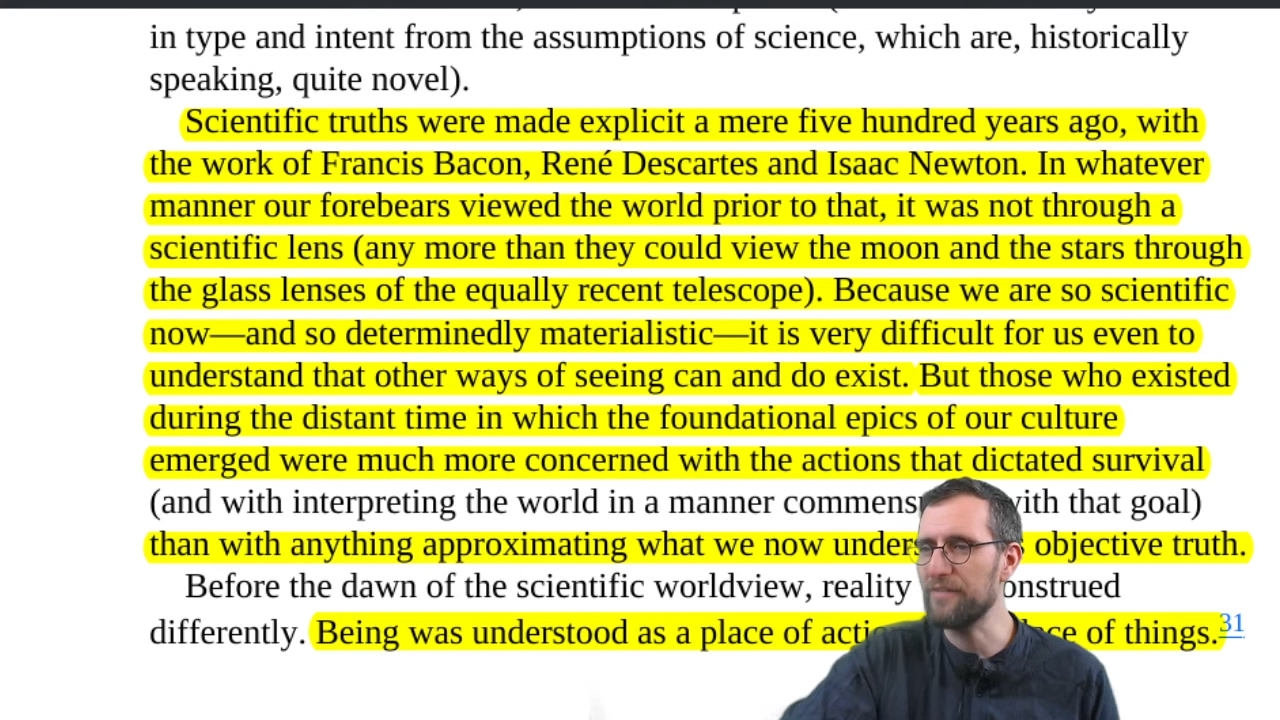 in type and intent from the assumptions of science, which are, historically
speaking, quite novel).
Scientific truths were made explicit a mere five hundred years ago, with
the work of Francis Bacon, René Descartes and Isaac Newton. In whatever
manner our forebears viewed the world prior to that, it was not through a
scientific lens (any more than they could view the moon and the stars through
the glass lenses of the equally recent telescope). Because we are so scientific
now—and so determinedly materialistic—it is very difficult for us even to
understand that other ways of seeing can and do exist. But those who existed
during the distant time in which the foundational epics of our culture
emerged were much more concerned with the actions that dictated survival
(and with interpreting the world in a manner with that goal)
than with anything approximating what we now objective truth.
Before the dawn of the scientific worldview, reality
differently. Being was understood as a place of of things.31